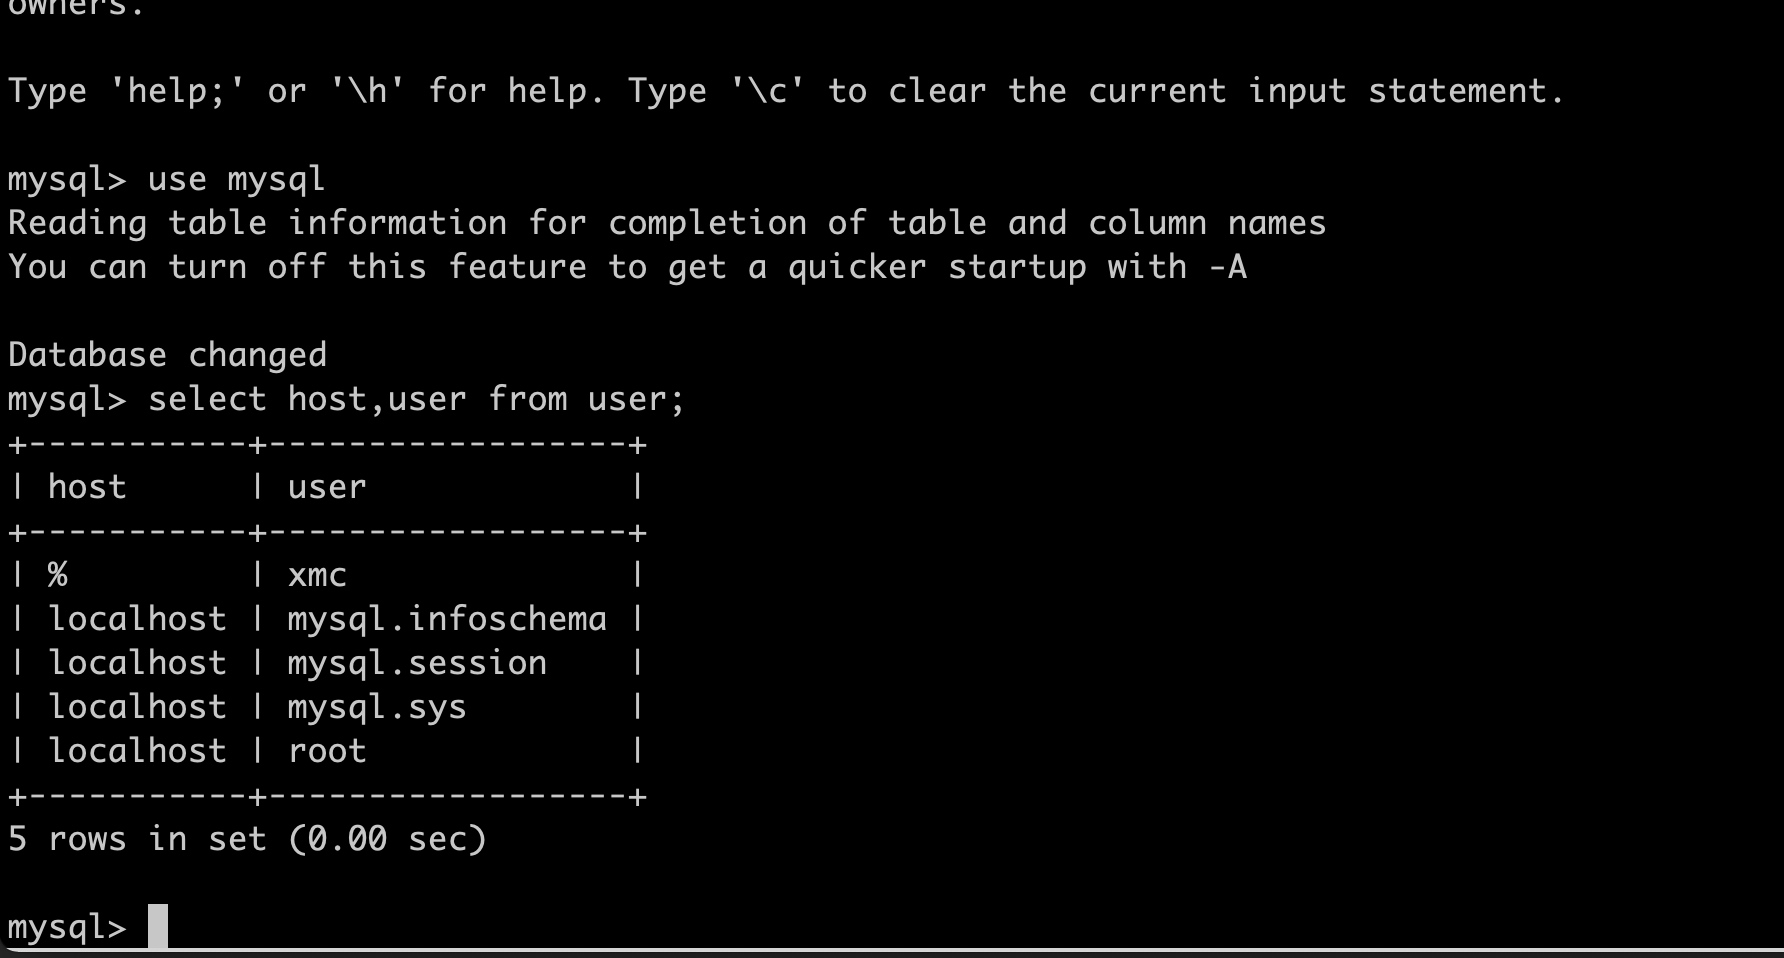 owners.
Type 'help;' or '\h' for help. Type '\c' to clear the current input statement.
mysql> use mysql
Reading table information for completion of table and column names
You can turn off this feature to get a quicker startup with -A
Database changed
mysql> select host,user from user;
+-----------+------------------+
| host      | user             |
+-----------+------------------+
| %         | xmc              |
| localhost | mysql.infoschema |
| localhost | mysql.session    |
| localhost | mysql.sys        |
| localhost | root             |
+-----------+------------------+
5 rows in set (0.00 sec)
mysql>